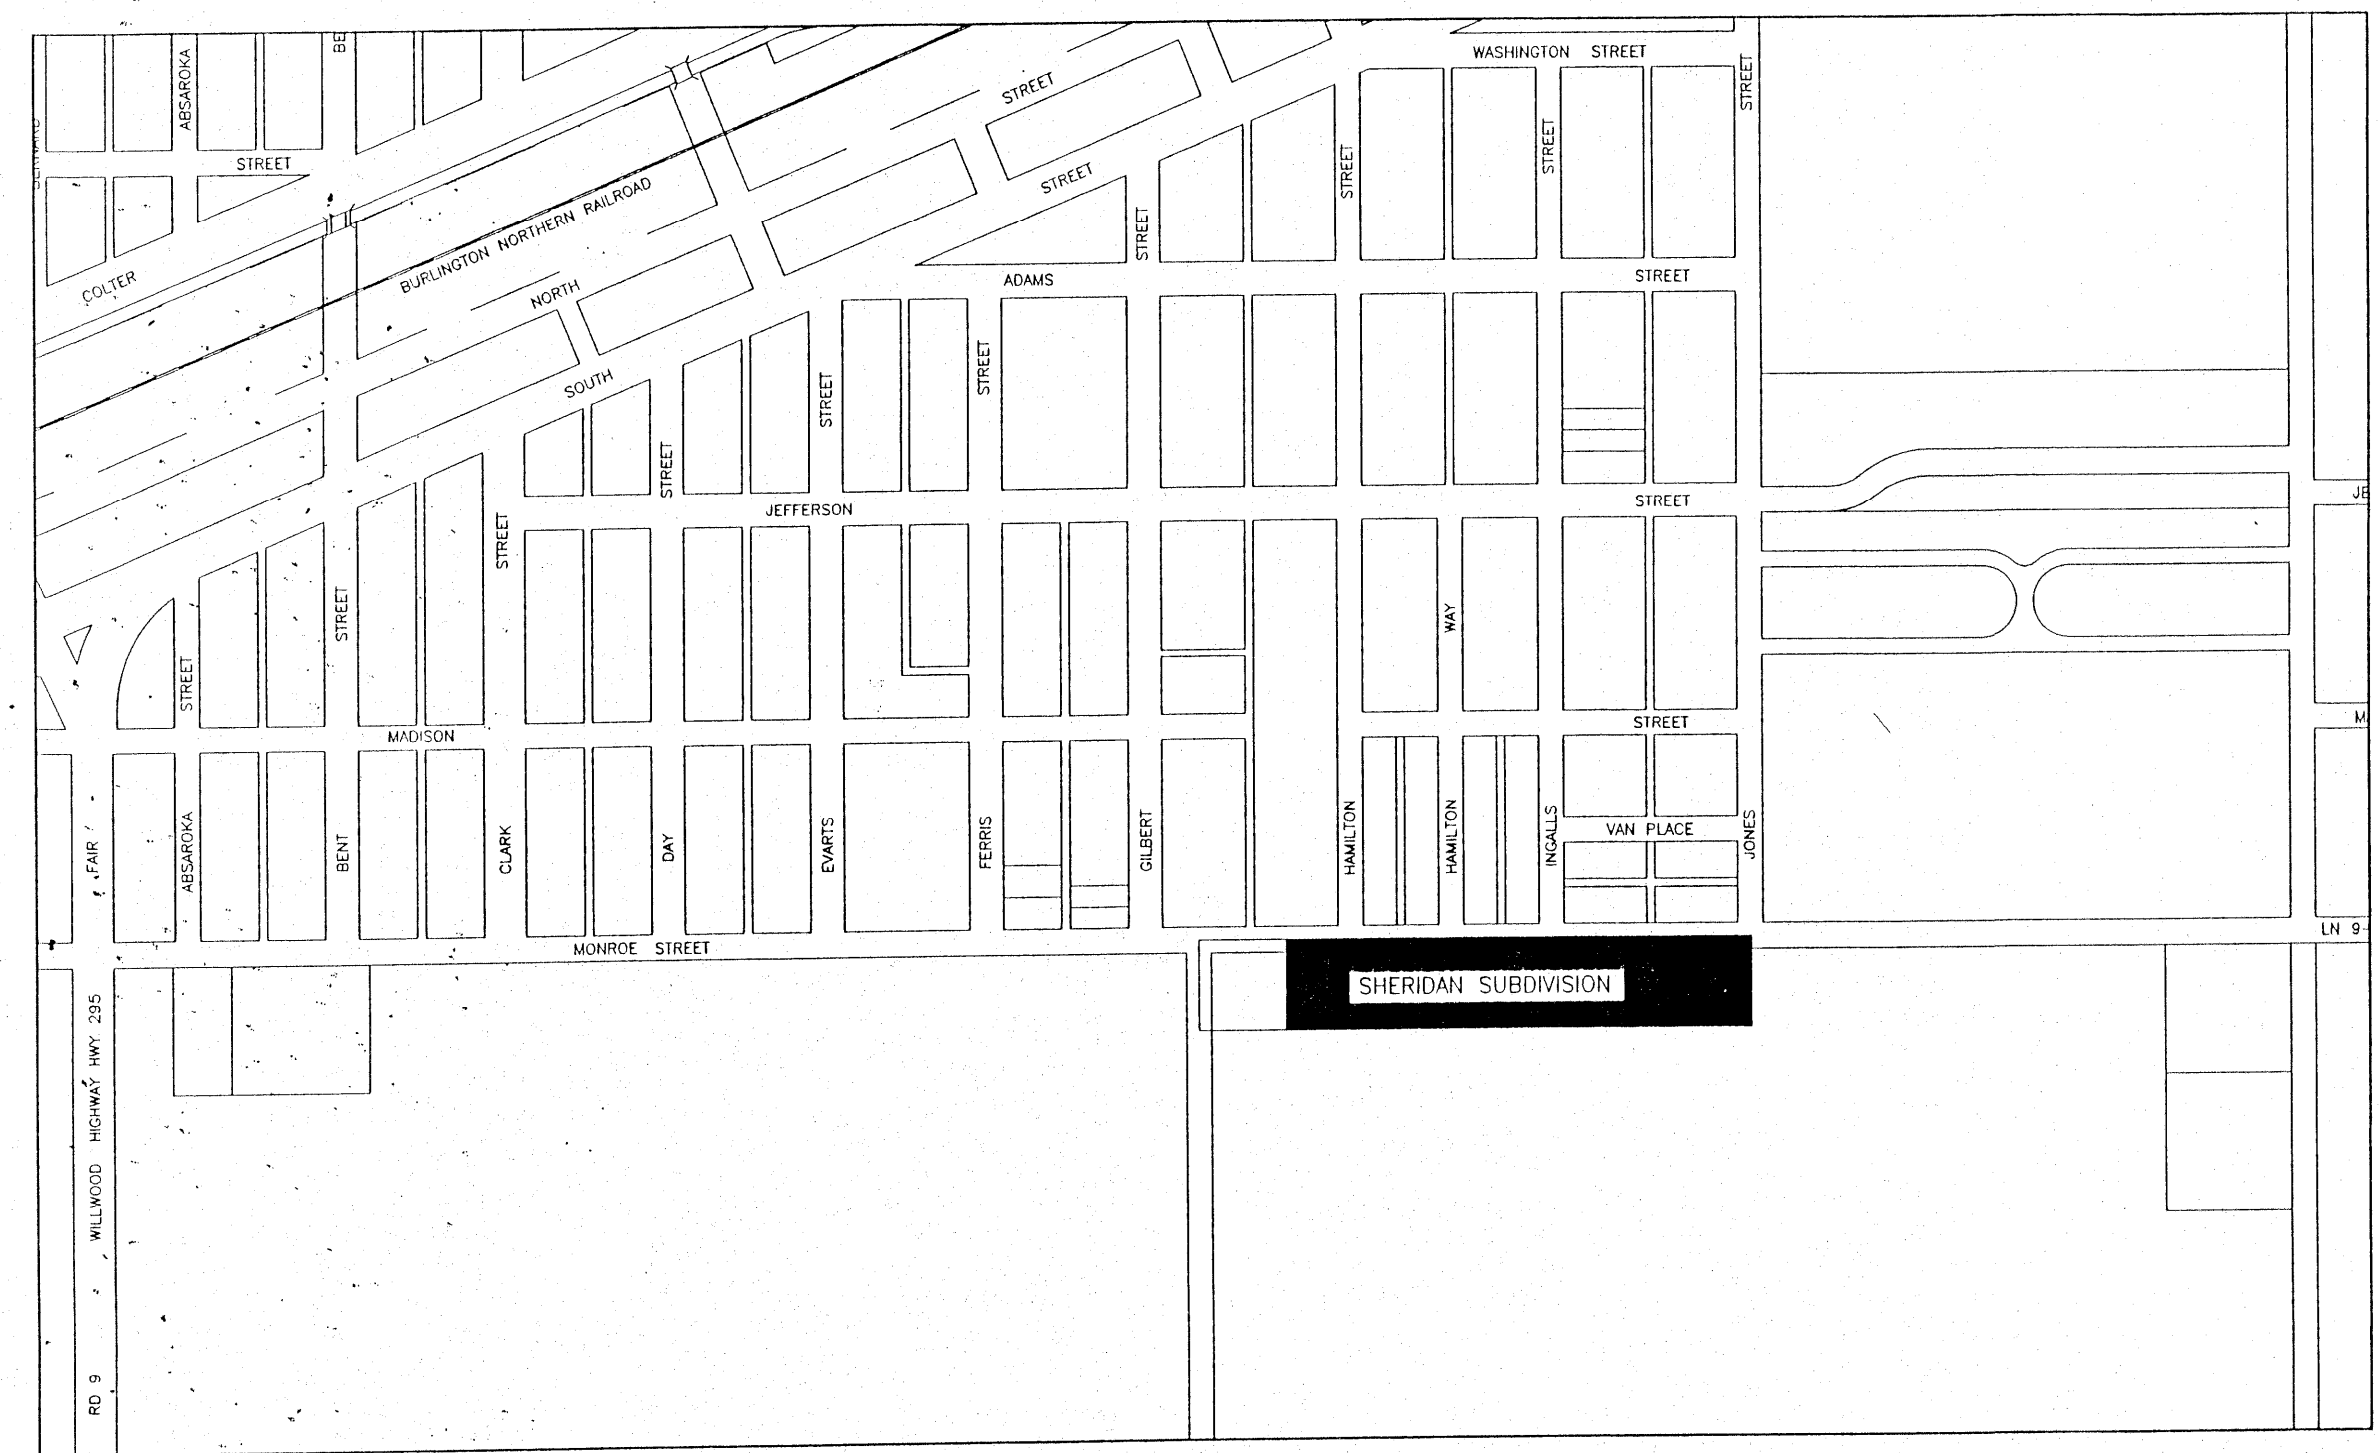 WASHINGTON STREET
ABSAROKA
BE
STREET
STREET
STREET
STREET
STREET
STREET
STREET
BURLINGTON NORTHERN RAILROAD
STREET
COLTER
NORTH
ADAMS
STREET
SOUTH
STREET
STREET
STREET
JEFFERSON
STREET
JE
STREET
STREET
WAY
STREET
MADISON
STREET
M
FAIR
ABSAROKA
BENT
CLARK
DAY
EVARTS
FERRIS
GILBERT
HAMILTON
HAMILTON
INGALLS
VAN PLACE
JONES
MONROE STREET
LN 9
SHERIDAN SUBDIVISION
RD 9 WILLWOOD HIGHWAY HWY 295